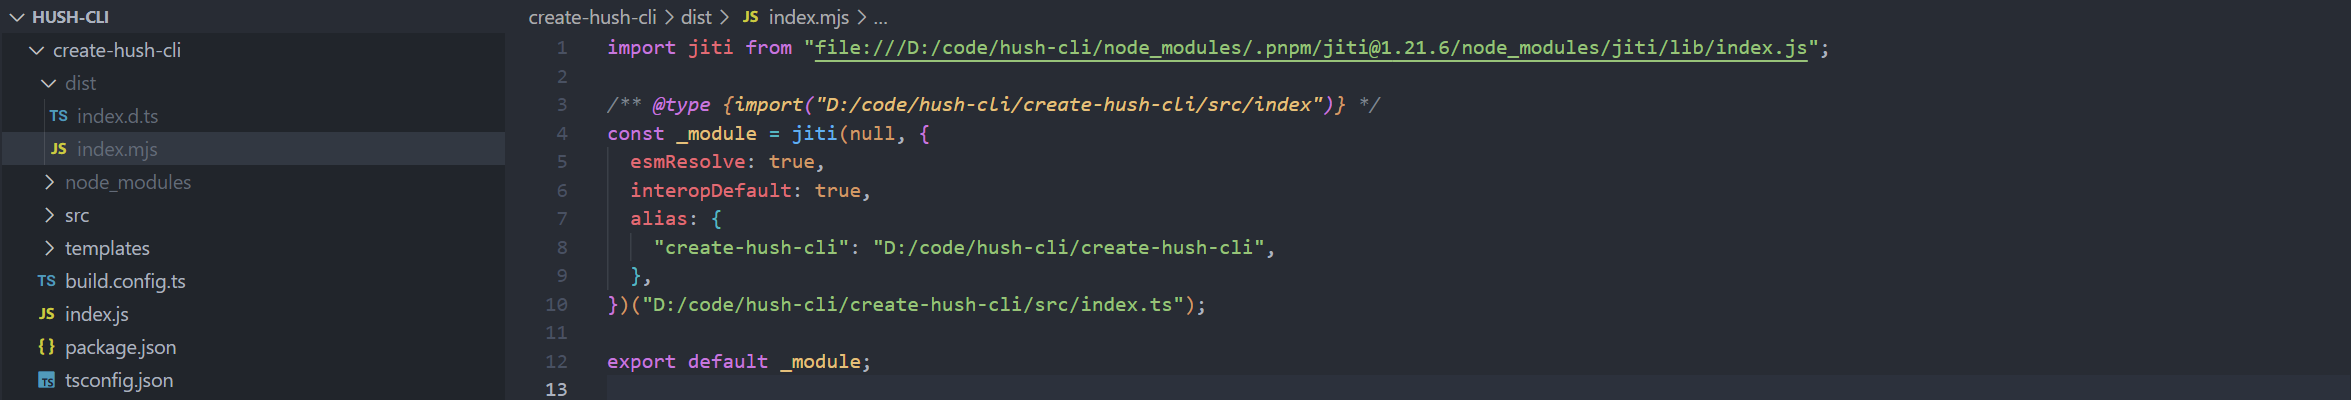 HUSH-CLI
create-hush-cli
dist
TS index.d.ts
JS index.mjs
node_modules
src
templates
TS build.config.ts
JS index.js
{} package.json
TS tsconfig.json
create-hush-cli > dist > JS index.mjs > ...
1 import jiti from "file:///D:/code/hush-cli/node_modules/.pnpm/jiti@1.21.6/node_modules/jiti/lib/index.js";
2
3 /** @type {import("D:/code/hush-cli/create-hush-cli/src/index")} */
4 const _module = jiti(null, {
5 esmResolve: true,
6 interopDefault: true,
7 alias: {
8 "create-hush-cli": "D:/code/hush-cli/create-hush-cli",
9 },
10 })("D:/code/hush-cli/create-hush-cli/src/index.ts");
11
12 export default _module;
13